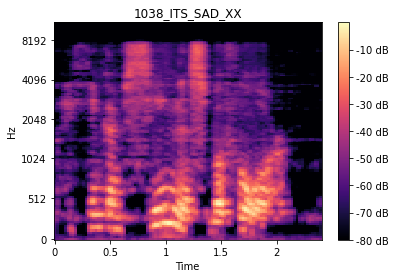 1038_ITS_SAD_XX
8192
4096
2048
1024
512
0
Hz
0
0.5
1
1.5
2
Time
-10 dB
-20 dB
-30 dB
-40 dB
-50 dB
-60 dB
-70 dB
-80 dB